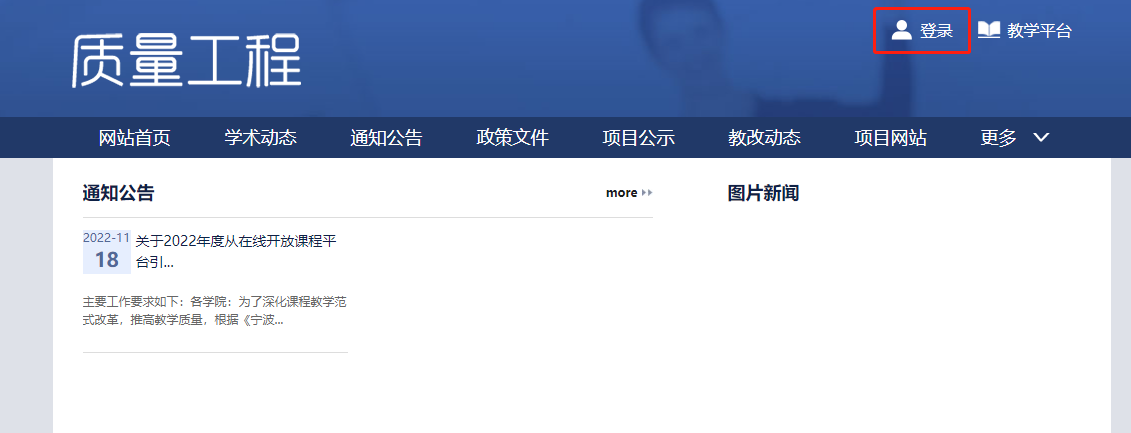 质量工程
登录
教学平台
网站首页 学术动态 通知公告 政策文件 项目公示 教改动态 项目网站 更多
通知公告
more
图片新闻
2022-11
18
关于2022年度从在线开放课程平
台引...
主要工作要求如下：各学院：为了深化课程教学范
式改革，推高教学质量，根据《宁波...